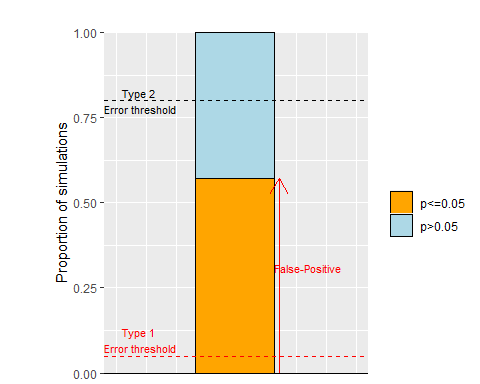 1.00
Type 2
Error threshold
0.75
Proportion of simulations
0.50
p<=0.05
p>0.05
False-Positive
0.25
Type 1
Error threshold
0.00